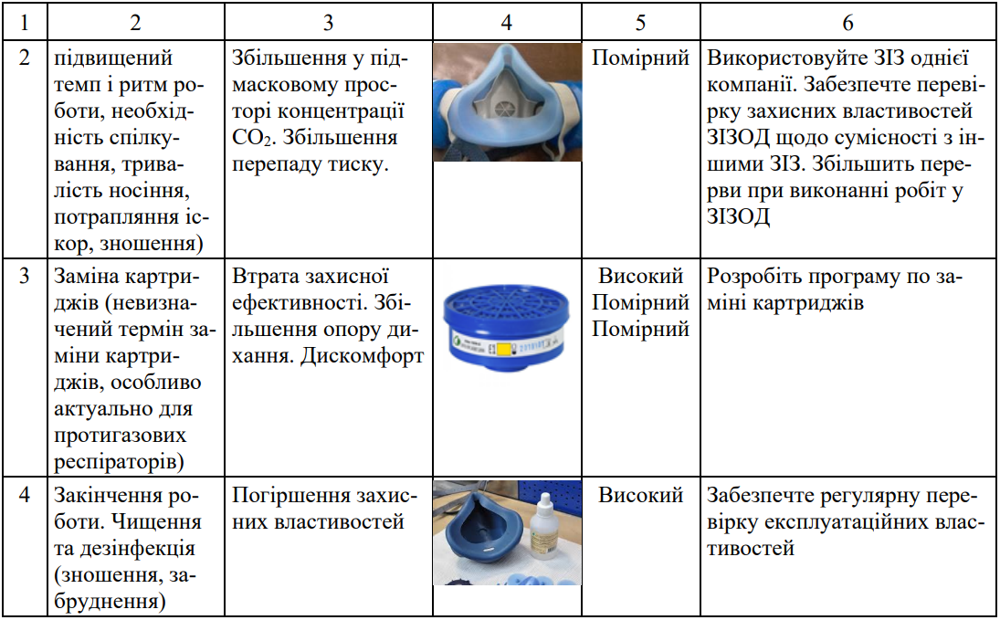 1 2 3 4 5 6
2
підвищений
темп і ритм ро-
боти, необхід-
ність спілку-
вання, трива-
лість носіння,
потрапляння іс-
кор, зношення)
Збільшення у під-
масковому прос-
торі концентрації
СО₂. Збільшення
перепаду тиску.
Помірний
Використовуйте ЗІЗ однієї
компанії. Забезпечте переві-
рку захисних властивостей
ЗІЗОД щодо сумісності з ін-
шими ЗІЗ. Збільшить пере-
рви при виконанні робіт у
ЗІЗОД
3
Заміна картри-
джів (невизна-
чений термін за-
міни картри-
джів, особливо
актуально для
протигазових
респіраторів)
Втрата захисної
ефективності. Збі-
льшення опору ди-
хання. Дискомфорт
Високий
Помірний
Помірний
Розробіть програму по за-
міні картриджів
4
Закінчення ро-
боти. Чищення
та дезінфекція
(зношення, за-
бруднення)
Погіршення захис-
них властивостей
Високий
Забезпечте регулярну пере-
вірку експлуатаційних влас-
тивостей